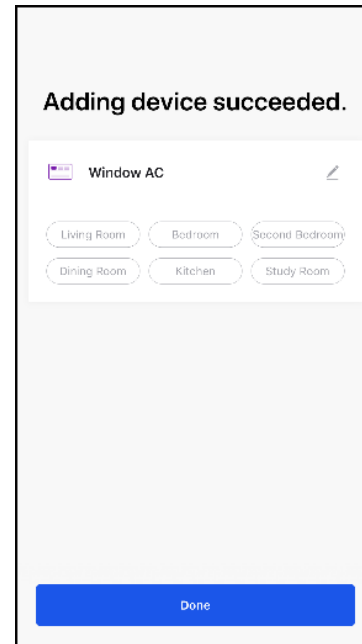 Adding device succeeded.
Window AC
Living Room Bedroom Second Bedroom
Dining Room Kitchen Study Room
Done